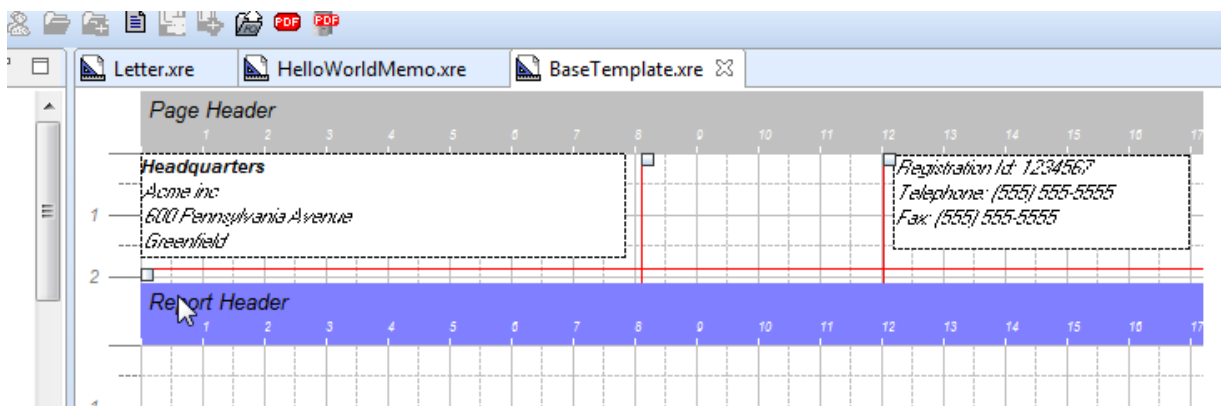 PDF PDF
Letter.xre HelloWorldMemo.xre BaseTemplate.xre
Page Header
1 2 3 4 5 6 7 8 9 10 11 12 13 14 15 16 17
Headquarters
Acme inc
600 Pennsylvania Avenue
Greenfield
Registration Id: 1234567
Telephone: (555) 555-5555
Fax: (555) 555-5555
1
2
Report Header
1 2 3 4 5 6 7 8 9 10 11 12 13 14 15 16 17
1